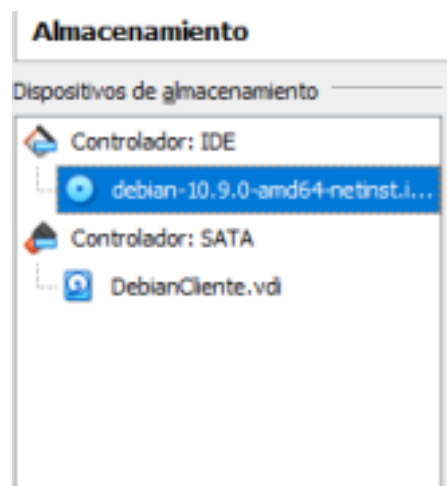 Almacenamiento
Dispositivos de almacenamiento
Controlador: IDE
debian-10.9.0-amd64-netinst.i...
Controlador: SATA
DebianCliente.vdi